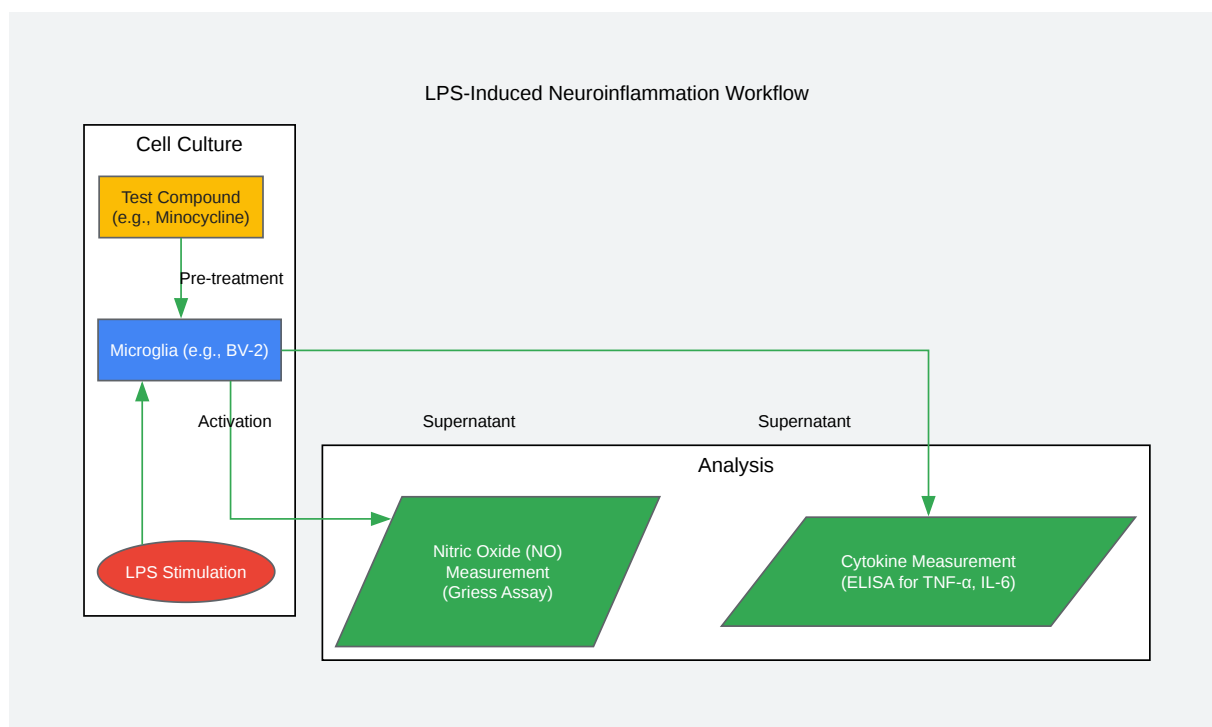 LPS-Induced Neuroinflammation Workflow
Cell Culture
Test Compound
(e.g., Minocycline)
Pre-treatment
Microglia (e.g., BV-2)
Activation
Supernatant
Supernatant
Analysis
Nitric Oxide (NO)
Measurement
(Griess Assay)
Cytokine Measurement
(ELISA for TNF-α, IL-6)
LPS Stimulation